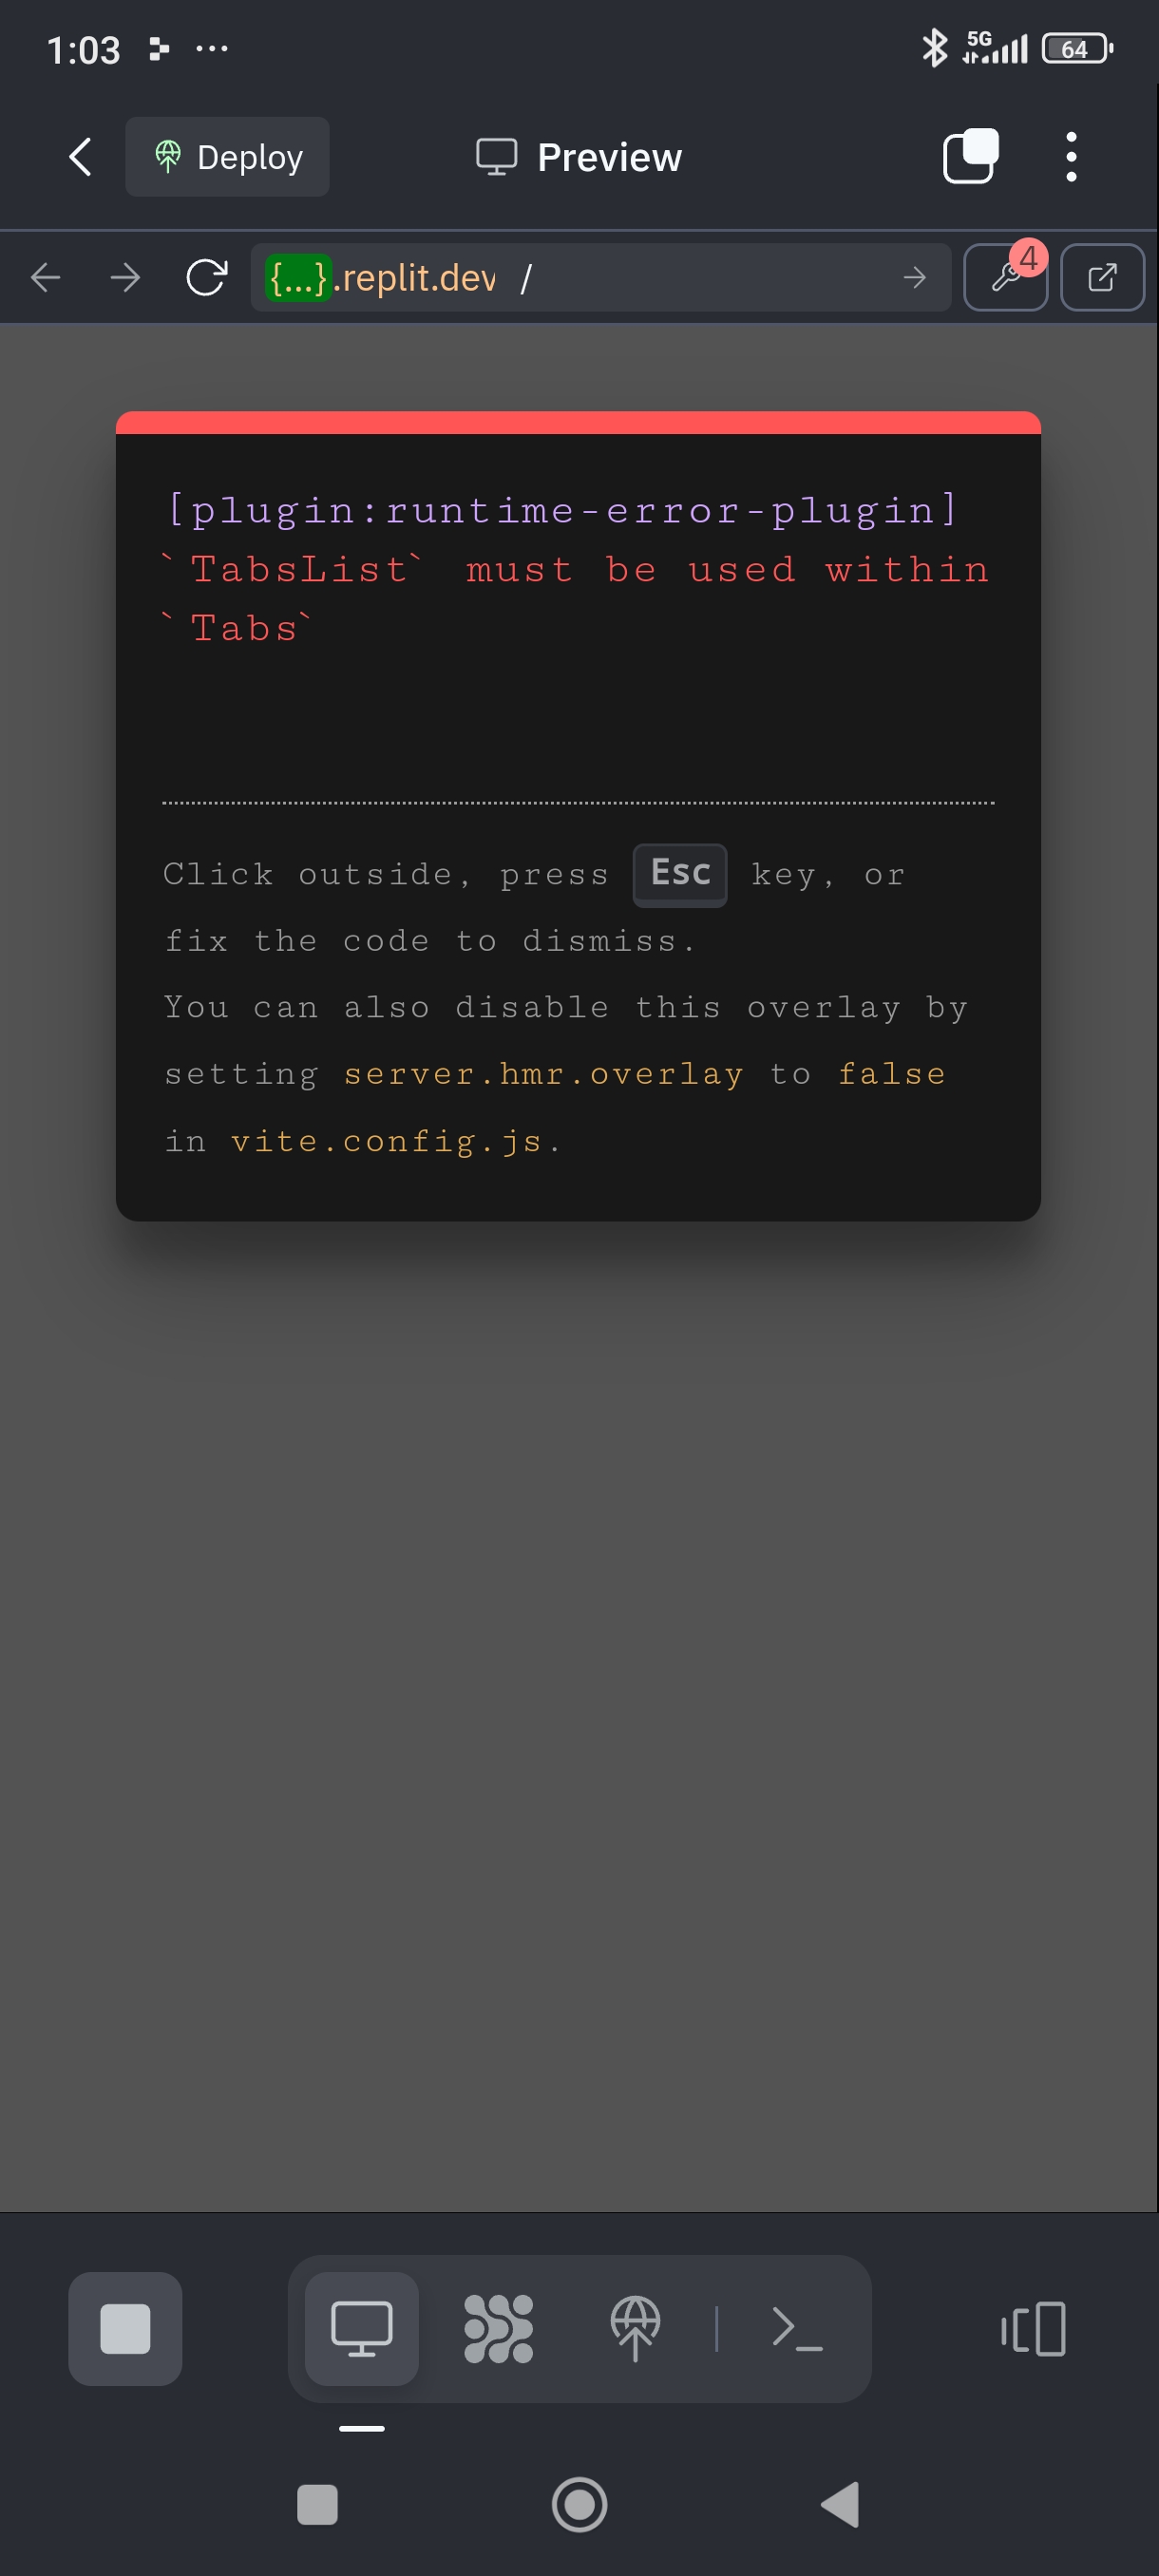 1:03
5G
64
Deploy
Preview
{...}.replit.dev /
4
[plugin:runtime-error-plugin]
`TabsList` must be used within
`Tabs`
Click outside, press Esc key, or
fix the code to dismiss.
You can also disable this overlay by
setting server.hmr.overlay to false
in vite.config.js.